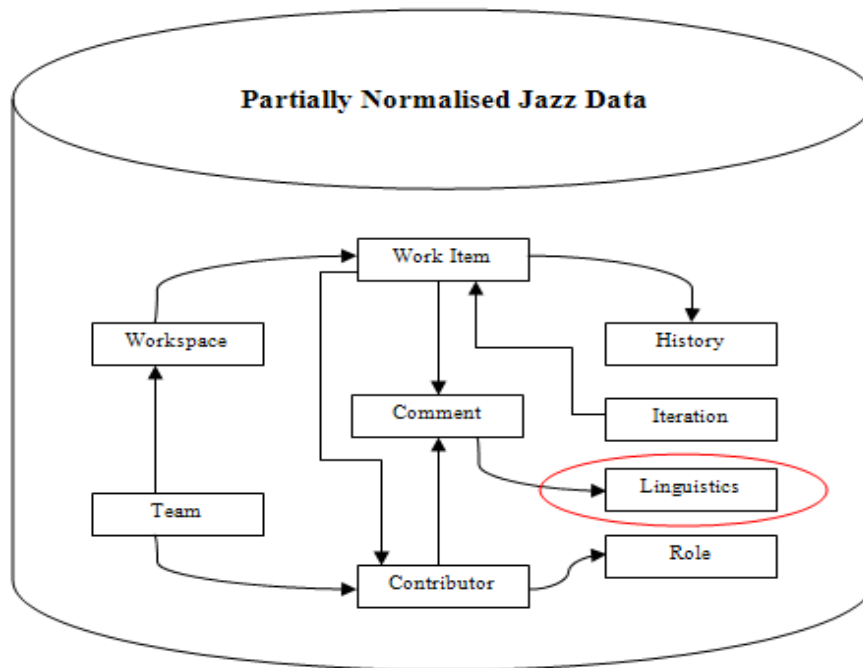 Partially Normalised Jazz Data
Work Item
Workspace
History
Comment
Iteration
Linguistics
Team
Role
Contributor